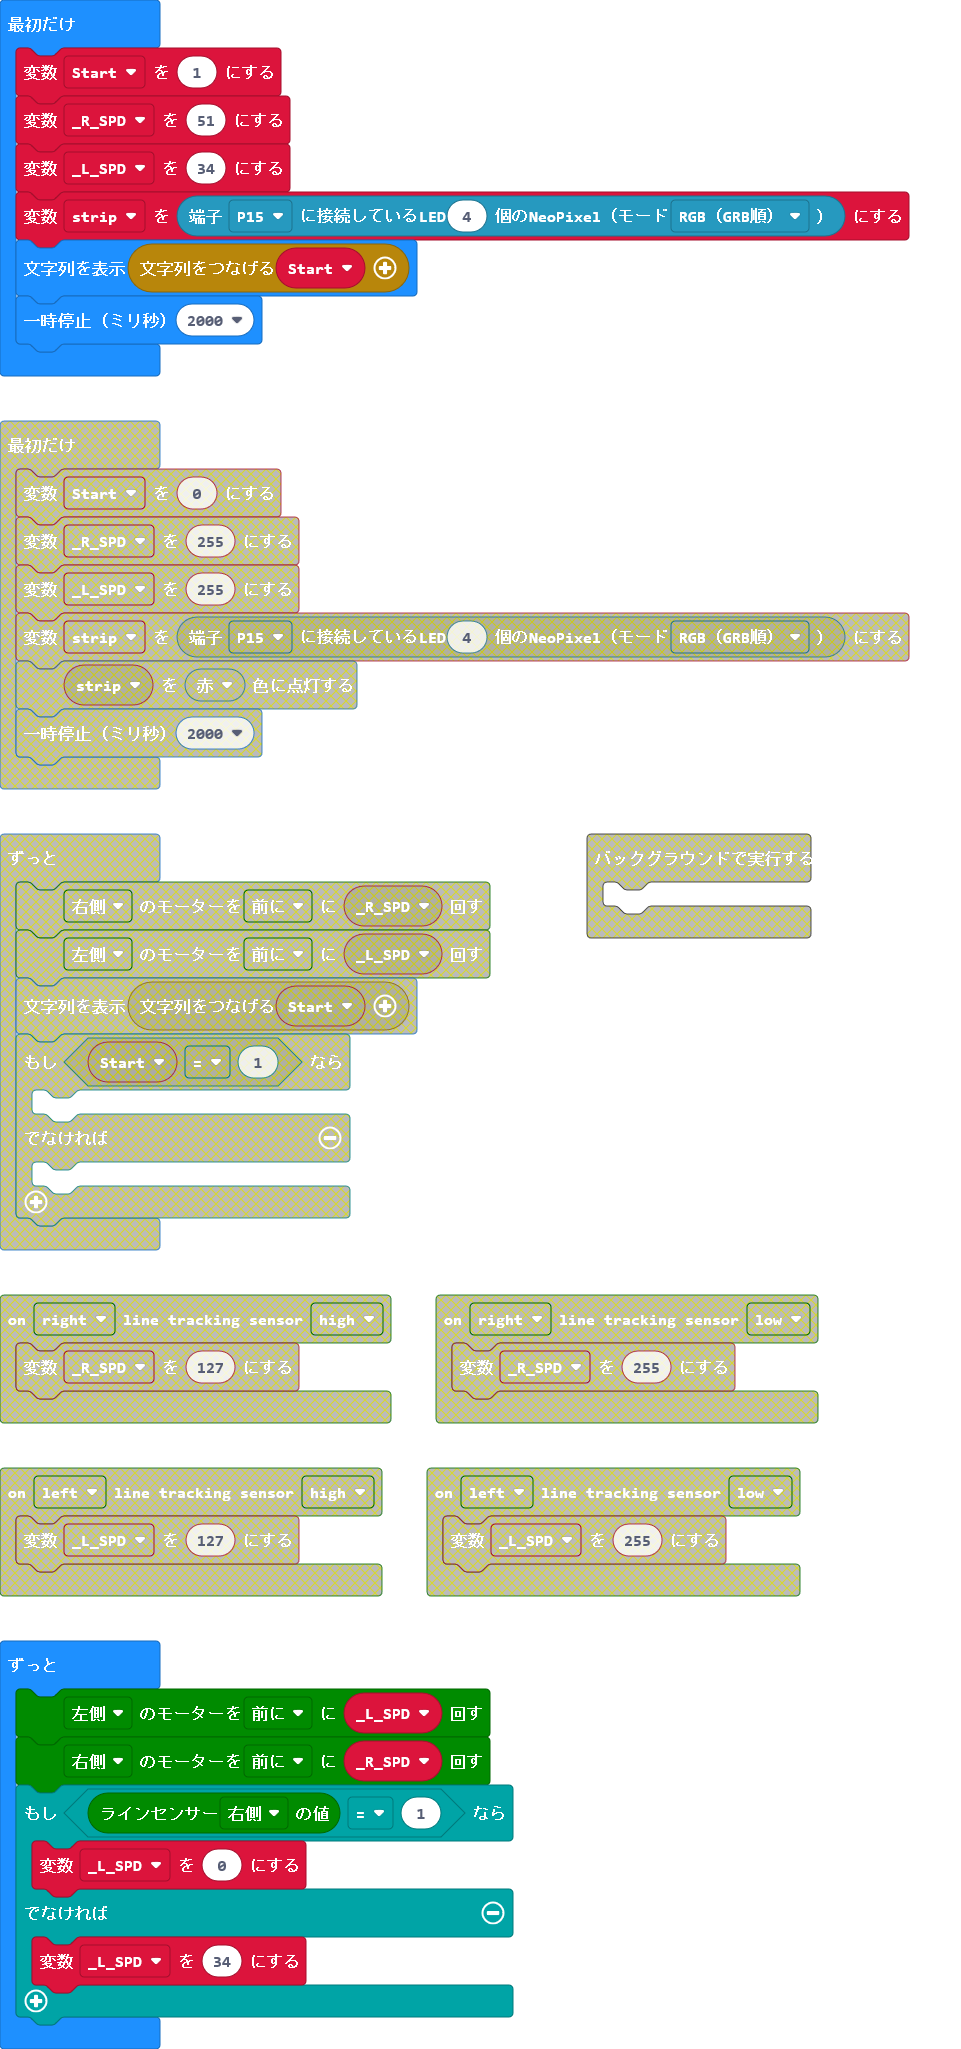 最初だけ
変数 Start を 1 にする
変数 _R_SPD を 51 にする
変数 _L_SPD を 34 にする
変数 strip を 端子 P15 に接続しているLED 4 個のNeoPixel（モード RGB（GRB順） ） にする
文字列を表示 文字列をつなげる Start
一時停止（ミリ秒） 2000
最初だけ
変数 Start を 0 にする
変数 _R_SPD を 255 にする
変数 _L_SPD を 255 にする
変数 strip を 端子 P15 に接続しているLED 4 個のNeoPixel（モード RGB（GRB順） ） にする
strip を 赤 色に点灯する
一時停止（ミリ秒） 2000
ずっと
右側 のモーターを 前に に _R_SPD 回す
左側 のモーターを 前に に _L_SPD 回す
文字列を表示 文字列をつなげる Start
もし Start = 1 なら
でなければ
バックグラウンドで実行する
on right line tracking sensor high
変数 _R_SPD を 127 にする
on right line tracking sensor low
変数 _R_SPD を 255 にする
on left line tracking sensor high
変数 _L_SPD を 127 にする
on left line tracking sensor low
変数 _L_SPD を 255 にする
ずっと
左側 のモーターを 前に に _L_SPD 回す
右側 のモーターを 前に に _R_SPD 回す
もし ラインセンサー 右側 の値 = 1 なら
変数 _L_SPD を 0 にする
でなければ
変数 _L_SPD を 34 にする